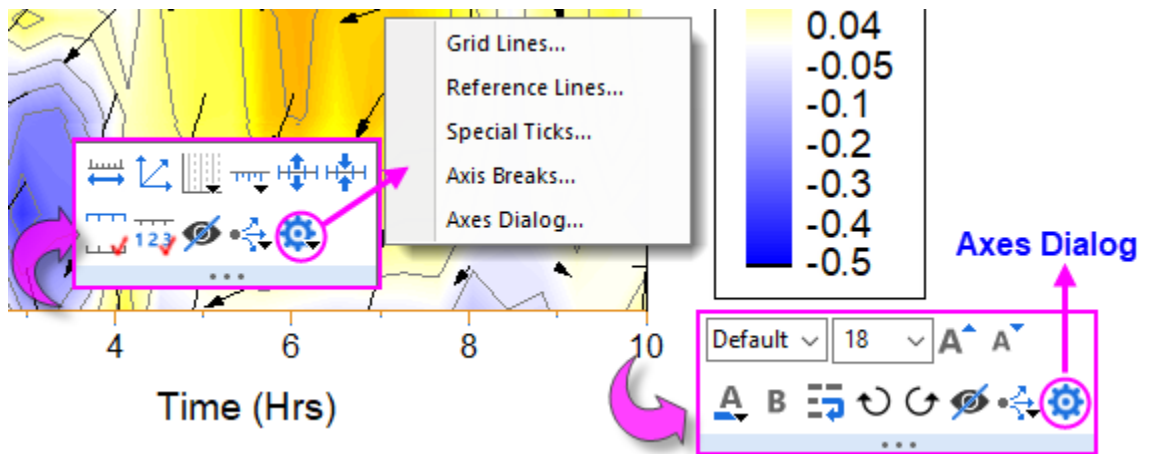 Grid Lines...
Reference Lines...
Special Ticks...
Axis Breaks...
Axes Dialog...
0.04
-0.05
-0.1
-0.2
-0.3
-0.4
-0.5
Axes Dialog
123
4 6 8 10
Time (Hrs)
Default 18 A A
A B